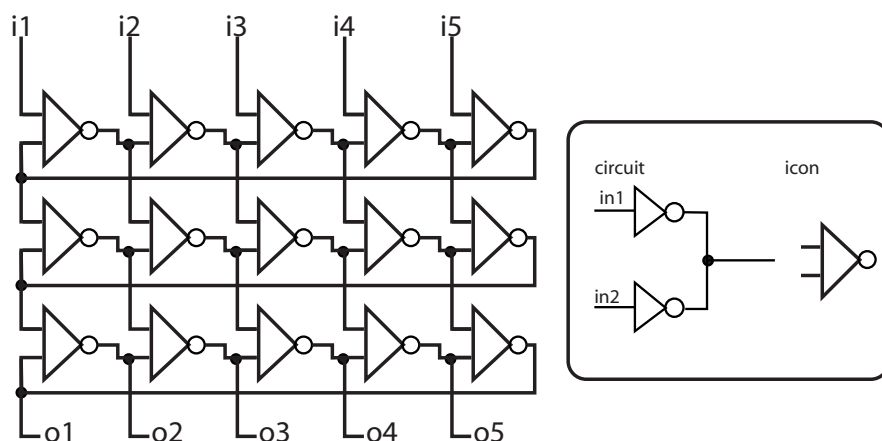 i1 i2 i3 i4 i5
circuit icon
in1
in2
o1 o2 o3 o4 o5